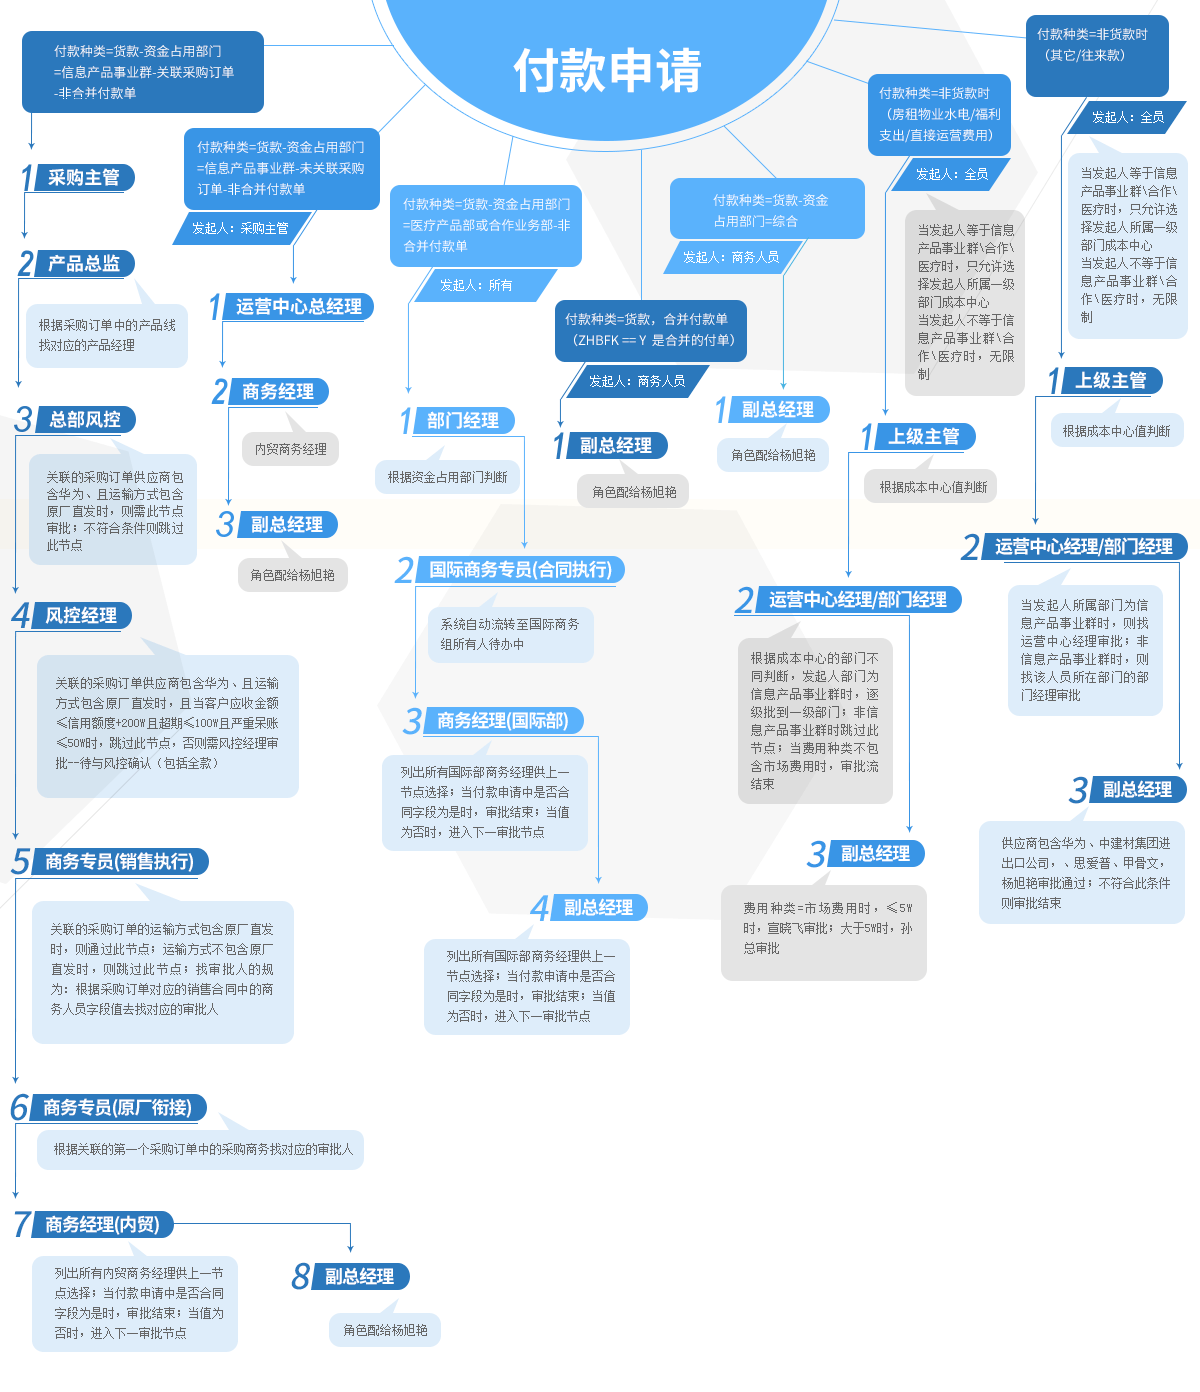 付款申请
付款种类=货款-资金占用部门
=信息产品事业群-关联采购订单
-非合并付款单
1 采购主管
2 产品总监
根据采购订单中的产品线
找对应的产品经理
3 总部风控
关联的采购订单供应商包
含华为、且运输方式包含
原厂直发时，则需此节点
审批；不符合条件则跳过
此节点
4 风控经理
关联的采购订单供应商包含华为、且运输
方式包含原厂直发时，且当客户应收金额
≤信用额度+200W且超期≤100W且严重呆账
≤50W时，跳过此节点，否则需风控经理审
批--待与风控确认（包括全款）
5 商务专员(销售执行)
关联的采购订单的运输方式包含原厂直发
时，则通过此节点；运输方式不包含原厂
直发时，则跳过此节点；找审批人的规
为：根据采购订单对应的销售合同中的商
务人员字段值去找对应的审批人
6 商务专员(原厂衔接)
根据关联的第一个采购订单中的采购商务找对应的审批人
7 商务经理(内贸)
列出所有内贸商务经理供上一节
点选择；当付款申请中是否合同
字段为是时，审批结束；当值为
否时，进入下一审批节点
8 副总经理
角色配给杨旭艳
付款种类=货款-资金占用部门
=信息产品事业群-未关联采购
订单-非合并付款单
发起人：采购主管
1 运营中心总经理
2 商务经理
内贸商务经理
3 副总经理
角色配给杨旭艳
付款种类=货款-资金占用部门
=医疗产品部或合作业务部-非
合并付款单
发起人：所有
1 部门经理
根据资金占用部门判断
2 国际商务专员(合同执行)
系统自动流转至国际商务
组所有人待办中
3 商务经理(国际部)
列出所有国际部商务经理供上一
节点选择；当付款申请中是否合
同字段为是时，审批结束；当值
为否时，进入下一审批节点
4 副总经理
列出所有国际部商务经理供上一
节点选择；当付款申请中是否合
同字段为是时，审批结束；当值
为否时，进入下一审批节点
付款种类=货款，合并付款单
（ZHBFK == Y 是合并的付单）
发起人：商务人员
1 副总经理
角色配给杨旭艳
付款种类=货款-资金
占用部门=综合
发起人：商务人员
1 副总经理
角色配给杨旭艳
付款种类=非货款时
（房租物业水电/福利
支出/直接运营费用）
发起人：全员
当发起人等于信息
产品事业群\合作\
医疗时，只允许选
择发起人所属一级
部门成本中心
当发起人不等于信
息产品事业群\合
作\医疗时，无限
制
1 上级主管
根据成本中心值判断
2 运营中心经理/部门经理
根据成本中心的部门不
同判断，发起人部门为
信息产品事业群时，逐
级批到一级部门；非信
息产品事业群时跳过此
节点；当费用种类不包
含市场费用时，审批流
结束
3 副总经理
费用种类=市场费用时，≤5W
时，宣晓飞审批；大于5W时，孙
总审批
付款种类=非货款时
（其它/往来款）
发起人：全员
当发起人等于信息
产品事业群\合作\
医疗时，只允许选
择发起人所属一级
部门成本中心
当发起人不等于信
息产品事业群\合
作\医疗时，无限
制
1 上级主管
根据成本中心值判断
2 运营中心经理/部门经理
当发起人所属部门为信
息产品事业群时，则找
运营中心经理审批；非
信息产品事业群时，则
找该人员所在部门的部
门经理审批
3 副总经理
供应商包含华为、中建材集团进
出口公司，、思爱普、甲骨文，
杨旭艳审批通过；不符合此条件
则审批结束